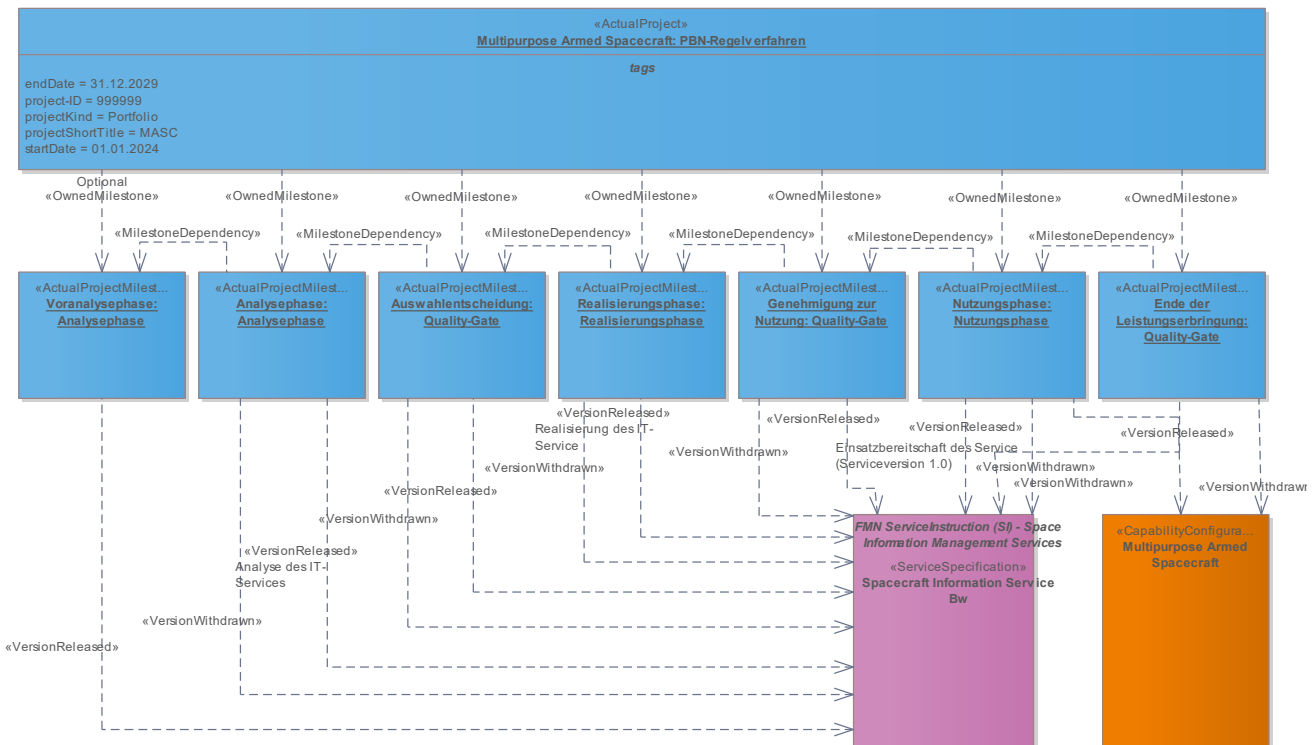 «ActualProject»
Multipurpose Armed Spacecraft: PBN-Regelverfahren
tags
endDate = 31.12.2029
project-ID = 999999
projectKind = Portfolio
projectShortTitle = MASC
startDate = 01.01.2024
Optional
«OwnedMilestone»
«OwnedMilestone»
«OwnedMilestone»
«OwnedMilestone»
«OwnedMilestone»
«OwnedMilestone»
«OwnedMilestone»
«MilestoneDependency»
«MilestoneDependency»
«MilestoneDependency»
«MilestoneDependency»
«MilestoneDependency»
«MilestoneDependency»
«ActualProjectMilest...
Voranalysephase:
Analysephase
«ActualProjectMilest...
Analysephase:
Analysephase
«ActualProjectMilest...
Auswahlentscheidung:
Quality-Gate
«ActualProjectMilest...
Realisierungsphase:
Realisierungsphase
«ActualProjectMilest...
Genehmigung zur
Nutzung: Quality-Gate
«ActualProjectMilest...
Nutzungsphase:
Nutzungsphase
«ActualProjectMilest...
Ende der
Leistungserbringung:
Quality-Gate
«VersionReleased»
Realisierung des IT-
Service
«VersionWithdrawn»
«VersionWithdrawn»
«VersionReleased»
Einsatzbereitschaft des Service
(Serviceversion 1.0)
«VersionReleased»
«VersionReleased»
«VersionWithdrawn»
«VersionWithdrawn»
«VersionWithdrawn
«VersionReleased»
«VersionWithdrawn»
«VersionReleased»
Analyse des IT-
Services
«VersionWithdrawn»
«VersionReleased»
FMN ServiceInstruction (SI) - Space
Information Management Services
«ServiceSpecification»
Spacecraft Information Service
Bw
«CapabilityConfigura...
Multipurpose Armed
Spacecraft